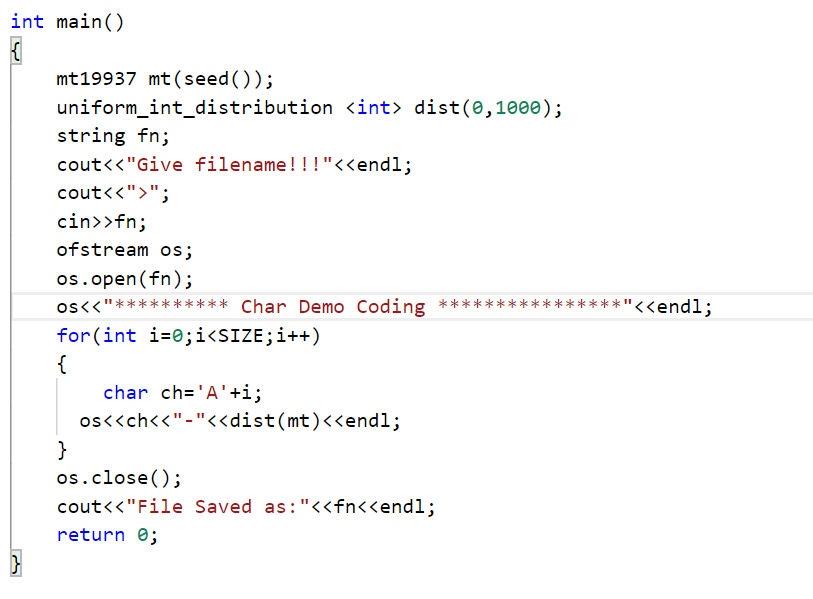 int main()
{
    mt19937 mt(seed());
    uniform_int_distribution <int> dist(0,1000);
    string fn;
    cout<<"Give filename!!!"<<endl;
    cout<<">";
    cin>>fn;
    ofstream os;
    os.open(fn);
    os<<"********** Char Demo Coding ****************"<<endl;
    for(int i=0;i<SIZE;i++)
    {
        char ch='A'+i;
      os<<ch<<"-"<<dist(mt)<<endl;
    }
    os.close();
    cout<<"File Saved as:"<<fn<<endl;
    return 0;
}